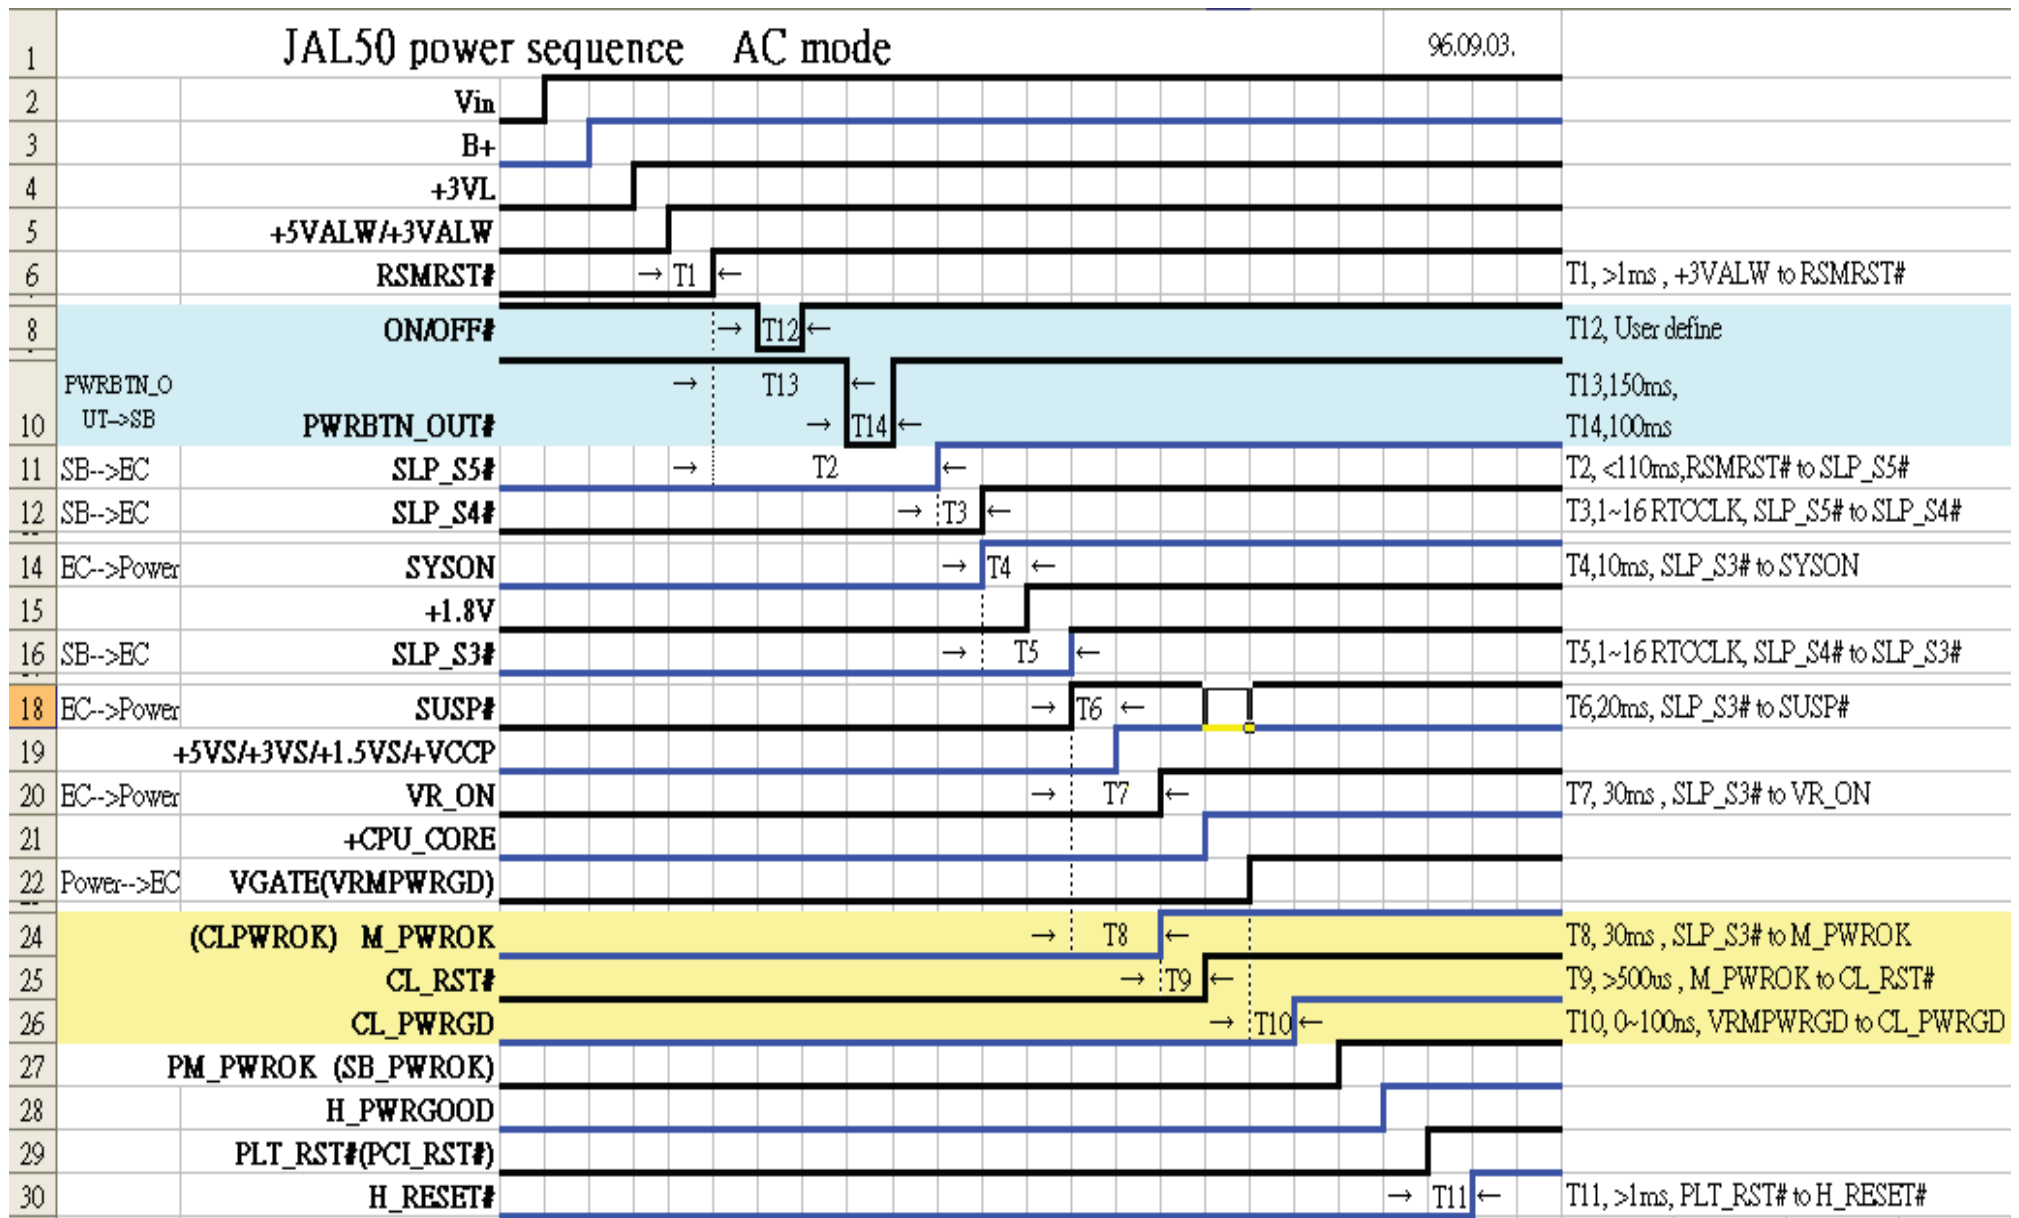 1 JAL50 power sequence AC mode 96.09.03.
2 Vin
3 B+
4 +3VL
5 +5VALW/+3VALW
6 RSMRST# → T1 ← T1, >1ms , +3VALW to RSMRST#
8 ON/OFF# → T12 ← T12, User define
PWRBTN_O → T13 ← T13,150ms,
UT-->SB
10 PWRBTN_OUT# → T14 ← T14,100ms
11 SB-->EC SLP_S5# → T2 ← T2, <110ms,RSMRST# to SLP_S5#
12 SB-->EC SLP_S4# → T3 ← T3,1~16 RTCCLK, SLP_S5# to SLP_S4#
14 EC-->Power SYSON → T4 ← T4,10ms, SLP_S3# to SYSON
15 +1.8V
16 SB-->EC SLP_S3# → T5 ← T5,1~16 RTCCLK, SLP_S4# to SLP_S3#
18 EC-->Power SUSP# → T6 ← T6,20ms, SLP_S3# to SUSP#
19 +5VS/+3VS/+1.5VS/+VCCP
20 EC-->Power VR_ON → T7 ← T7, 30ms , SLP_S3# to VR_ON
21 +CPU_CORE
22 Power-->EC VGATE(VRMPWRGD)
24 (CLPWROK) M_PWROK → T8 ← T8, 30ms , SLP_S3# to M_PWROK
25 CL_RST# → T9 ← T9, >500us , M_PWROK to CL_RST#
26 CL_PWRGD → T10 ← T10, 0~100ns, VRMPWRGD to CL_PWRGD
27 PM_PWROK (SB_PWROK)
28 H_PWRGOOD
29 PLT_RST#(PCI_RST#)
30 H_RESET# → T11 ← T11, >1ms, PLT_RST# to H_RESET#